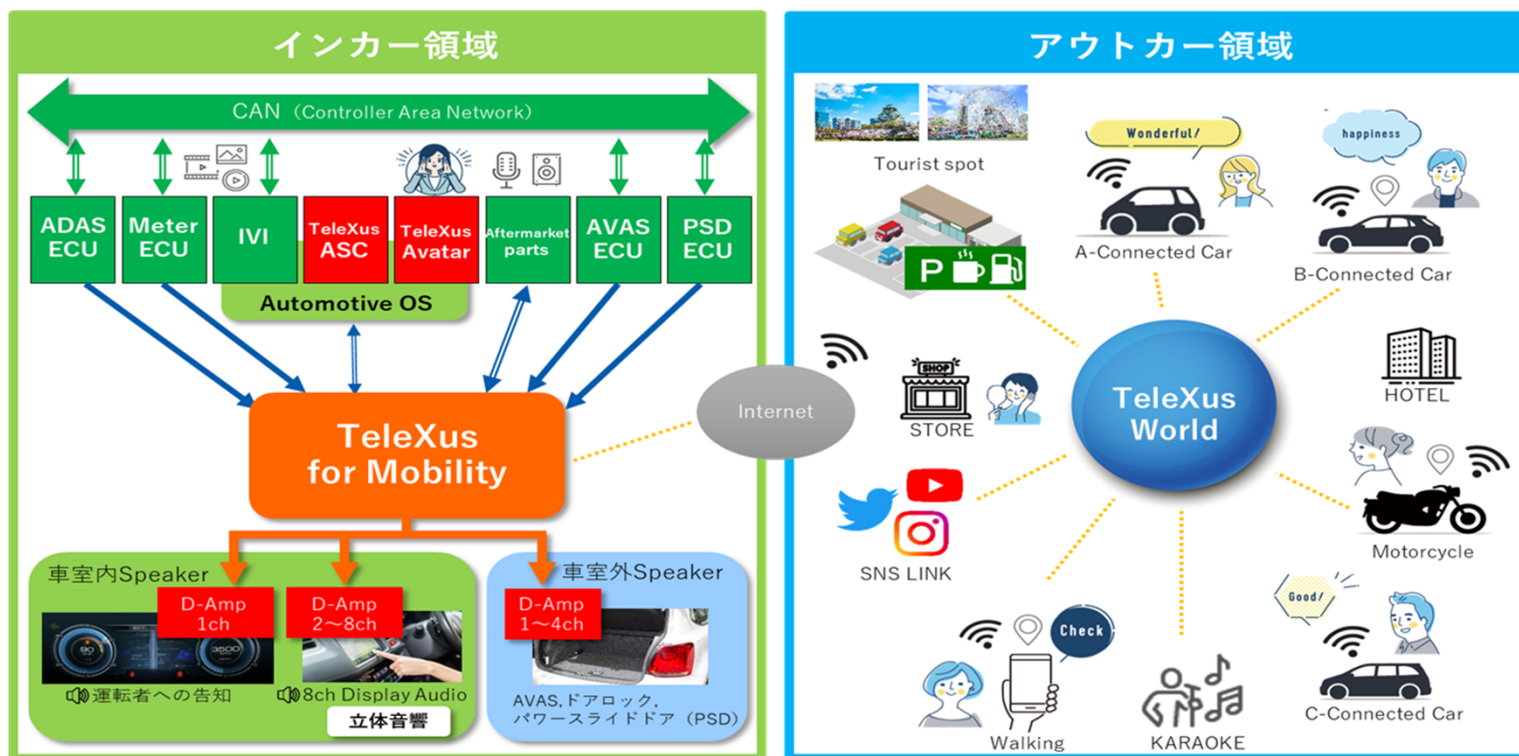 インカー領域
CAN（Controller Area Network）
ADAS
ECU
Meter
ECU
IVI
TeleXus
ASC
TeleXus
Avatar
Aftermarket
parts
AVAS
ECU
PSD
ECU
Automotive OS
TeleXus
for Mobility
Internet
車室内Speaker
D-Amp
1ch
D-Amp
2～8ch
運転者への告知
8ch Display Audio
立体音響
車室外Speaker
D-Amp
1～4ch
AVAS,ドアロック,
パワースライドドア（PSD）
アウトカー領域
Tourist spot
P
Wonderful!
A-Connected Car
happiness
B-Connected Car
SHOP
STORE
TeleXus
World
HOTEL
SNS LINK
Motorcycle
Check
Walking
KARAOKE
Good!
C-Connected Car